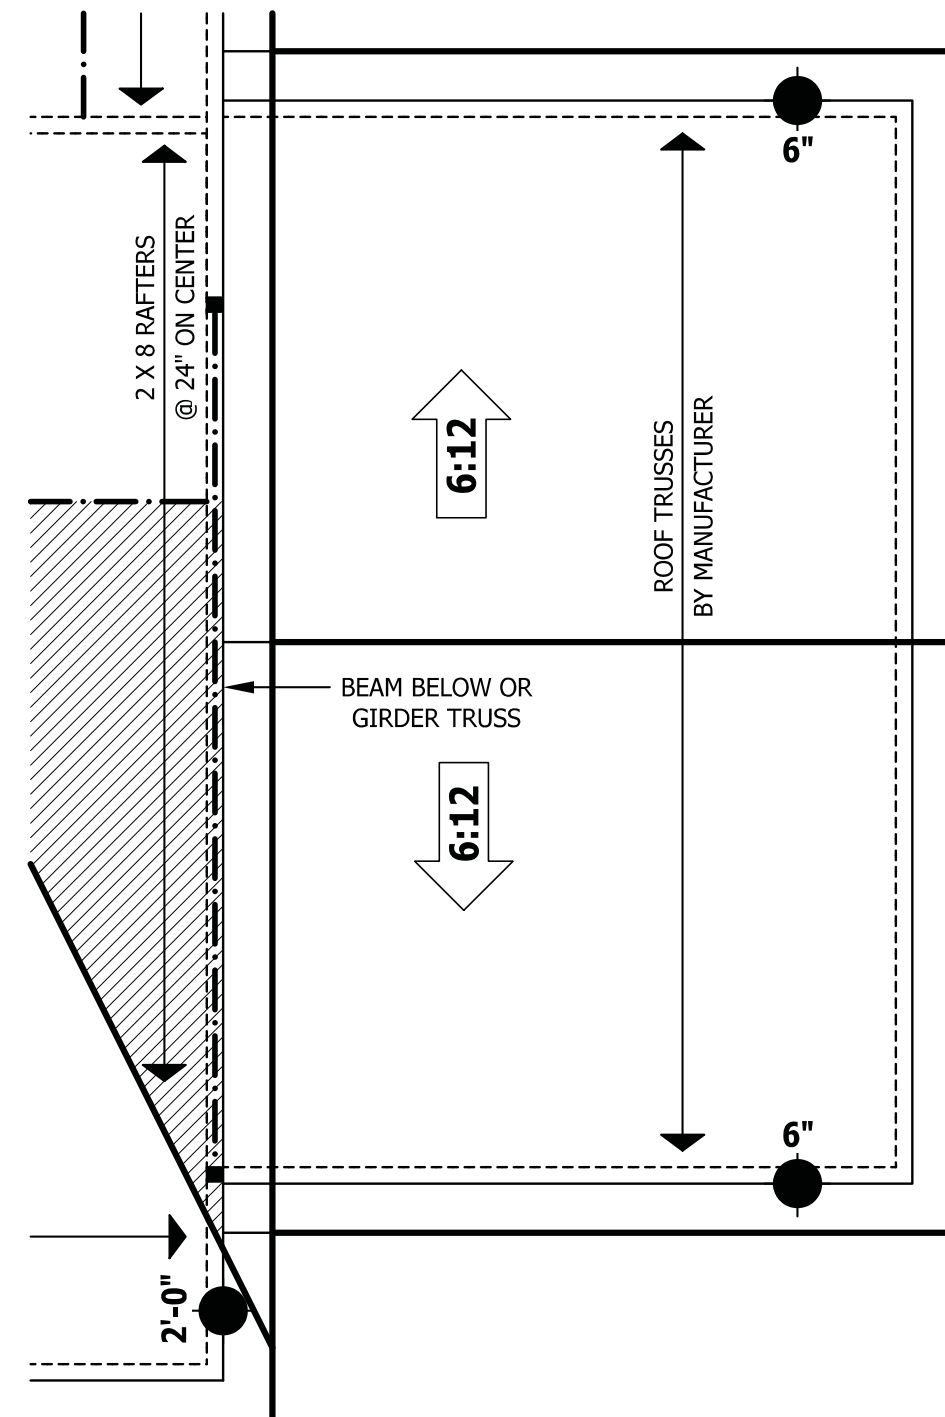 6"
2 X 8 RAFTERS
@ 24" ON CENTER
6:12
ROOF TRUSSES
BY MANUFACTURER
BEAM BELOW OR
GIRDER TRUSS
6:12
6"
2'-0"